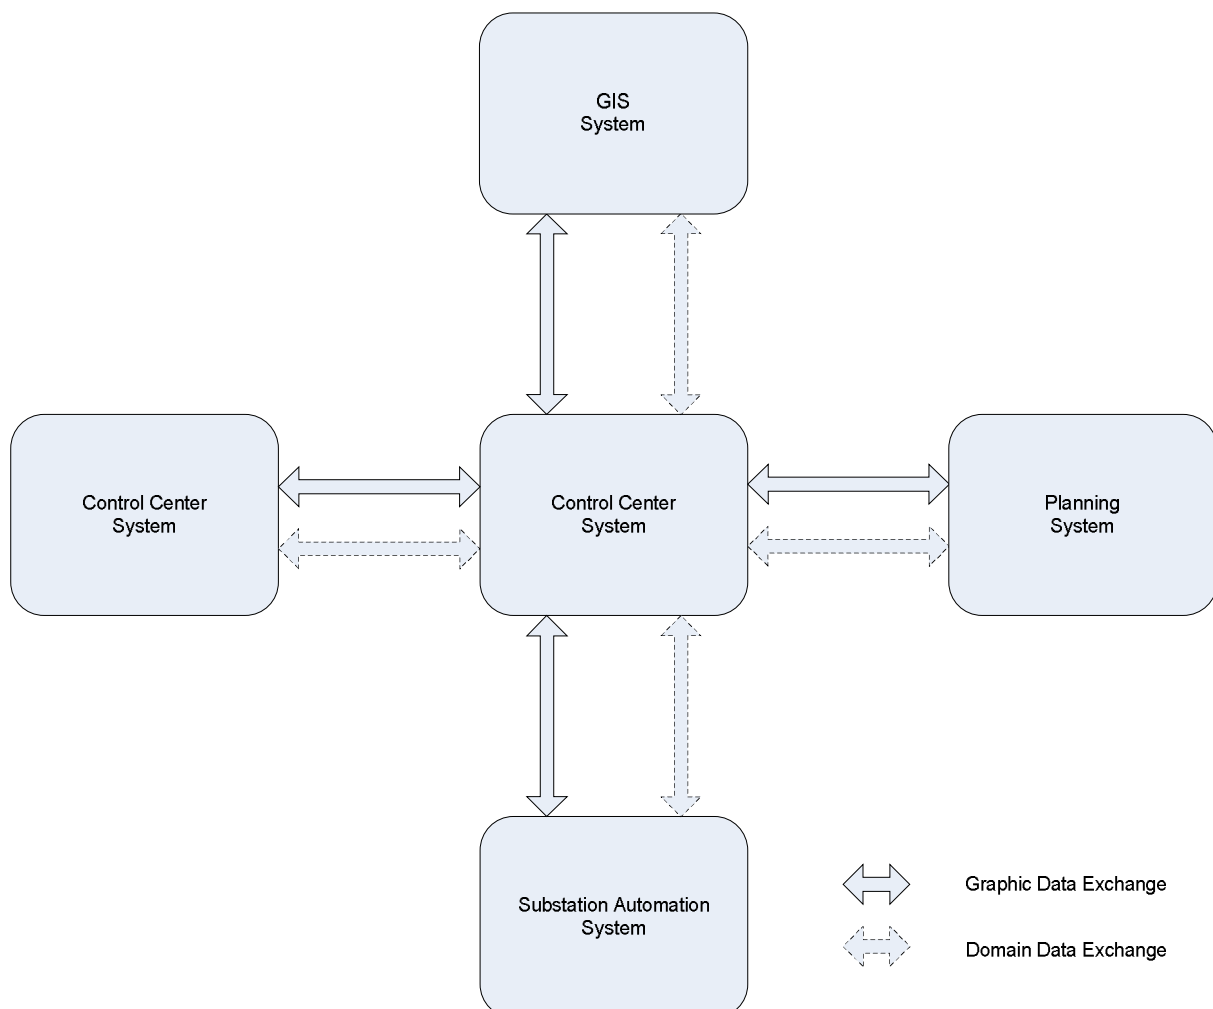 GIS
System
Control Center
System
Control Center
System
Planning
System
Substation Automation
System
Graphic Data Exchange
Domain Data Exchange